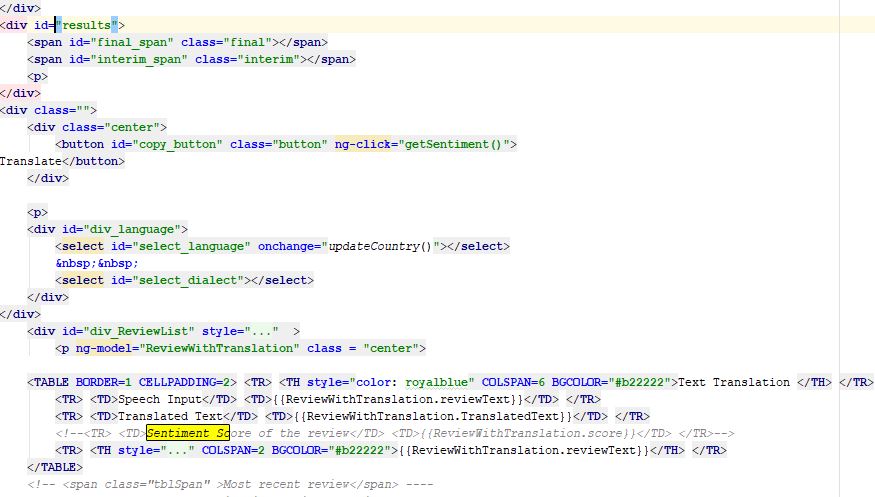 </div>
<div id="results">
<span id="final_span" class="final"></span>
<span id="interim_span" class="interim"></span>
<p>
</div>
<div class="">
<div class="center">
<button id="copy_button" class="button" ng-click="getSentiment()">
Translate</button>
</div>
<p>
<div id="div_language">
<select id="select_language" onchange="updateCountry()"></select>
&nbsp;&nbsp;
<select id="select_dialect"></select>
</div>
</div>
<div id="div_ReviewList" style="..." >
<p ng-model="ReviewWithTranslation" class = "center">
<TABLE BORDER=1 CELLPADDING=2> <TR> <TH style="color: royalblue" COLSPAN=6 BGCOLOR="#b22222">Text Translation </TH> </TR>
<TR> <TD>Speech Input</TD> <TD>{{ReviewWithTranslation.reviewText}}</TD> </TR>
<TR> <TD>Translated Text</TD> <TD>{{ReviewWithTranslation.TranslatedText}}</TD> </TR>
<!--<TR> <TD>Sentiment Score of the review</TD> <TD>{{ReviewWithTranslation.score}}</TD> </TR>-->
<TR> <TH style="..." COLSPAN=2 BGCOLOR="#b22222">{{ReviewWithTranslation.reviewText}}</TH> </TR>
</TABLE>
<!-- <span class="tblSpan" >Most recent review</span> ----